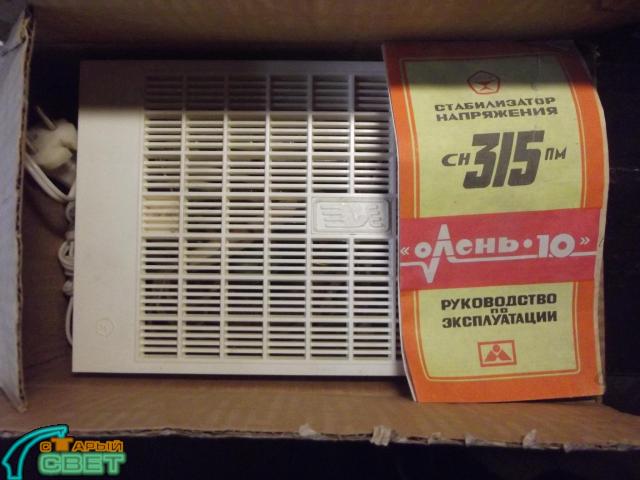 СТАБИЛИЗАТОР
НАПРЯЖЕНИЯ
СН 315 ПМ
«ОЛЕНЬ·10»
РУКОВОДСТВО
ПО
ЭКСПЛУАТАЦИИ
СТАРЫЙ
СВЕТ